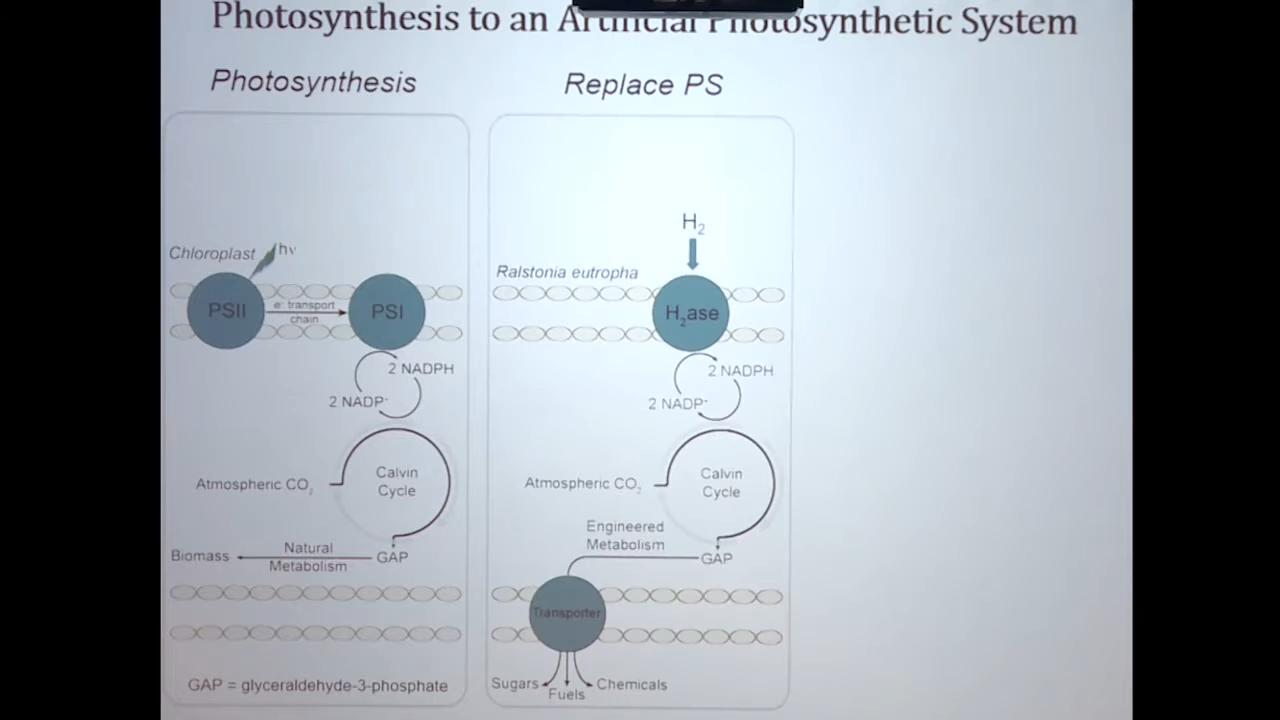 Photosynthesis to an Artificial Photosynthetic System
Photosynthesis
Chloroplast
hν
PSII
e⁻ transport
chain
PSI
2 NADPH
2 NADP⁺
Atmospheric CO₂
Calvin
Cycle
Biomass
Natural
Metabolism
GAP
GAP = glyceraldehyde-3-phosphate
Replace PS
H₂
Ralstonia eutropha
H₂ase
2 NADPH
2 NADP⁺
Atmospheric CO₂
Calvin
Cycle
Engineered
Metabolism
GAP
Transporter
Sugars
Fuels
Chemicals